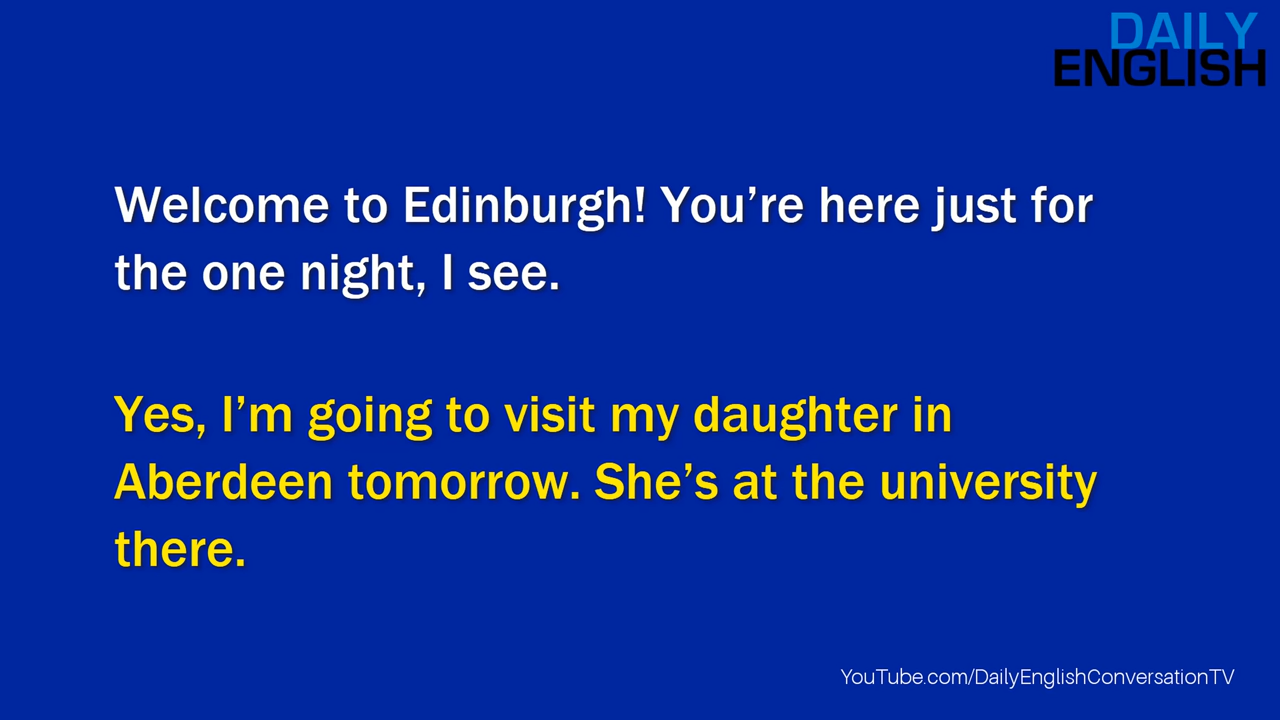 DAILY
ENGLISH
Welcome to Edinburgh! You’re here just for
the one night, I see.
Yes, I’m going to visit my daughter in
Aberdeen tomorrow. She’s at the university
there.
YouTube.com/DailyEnglishConversationTV